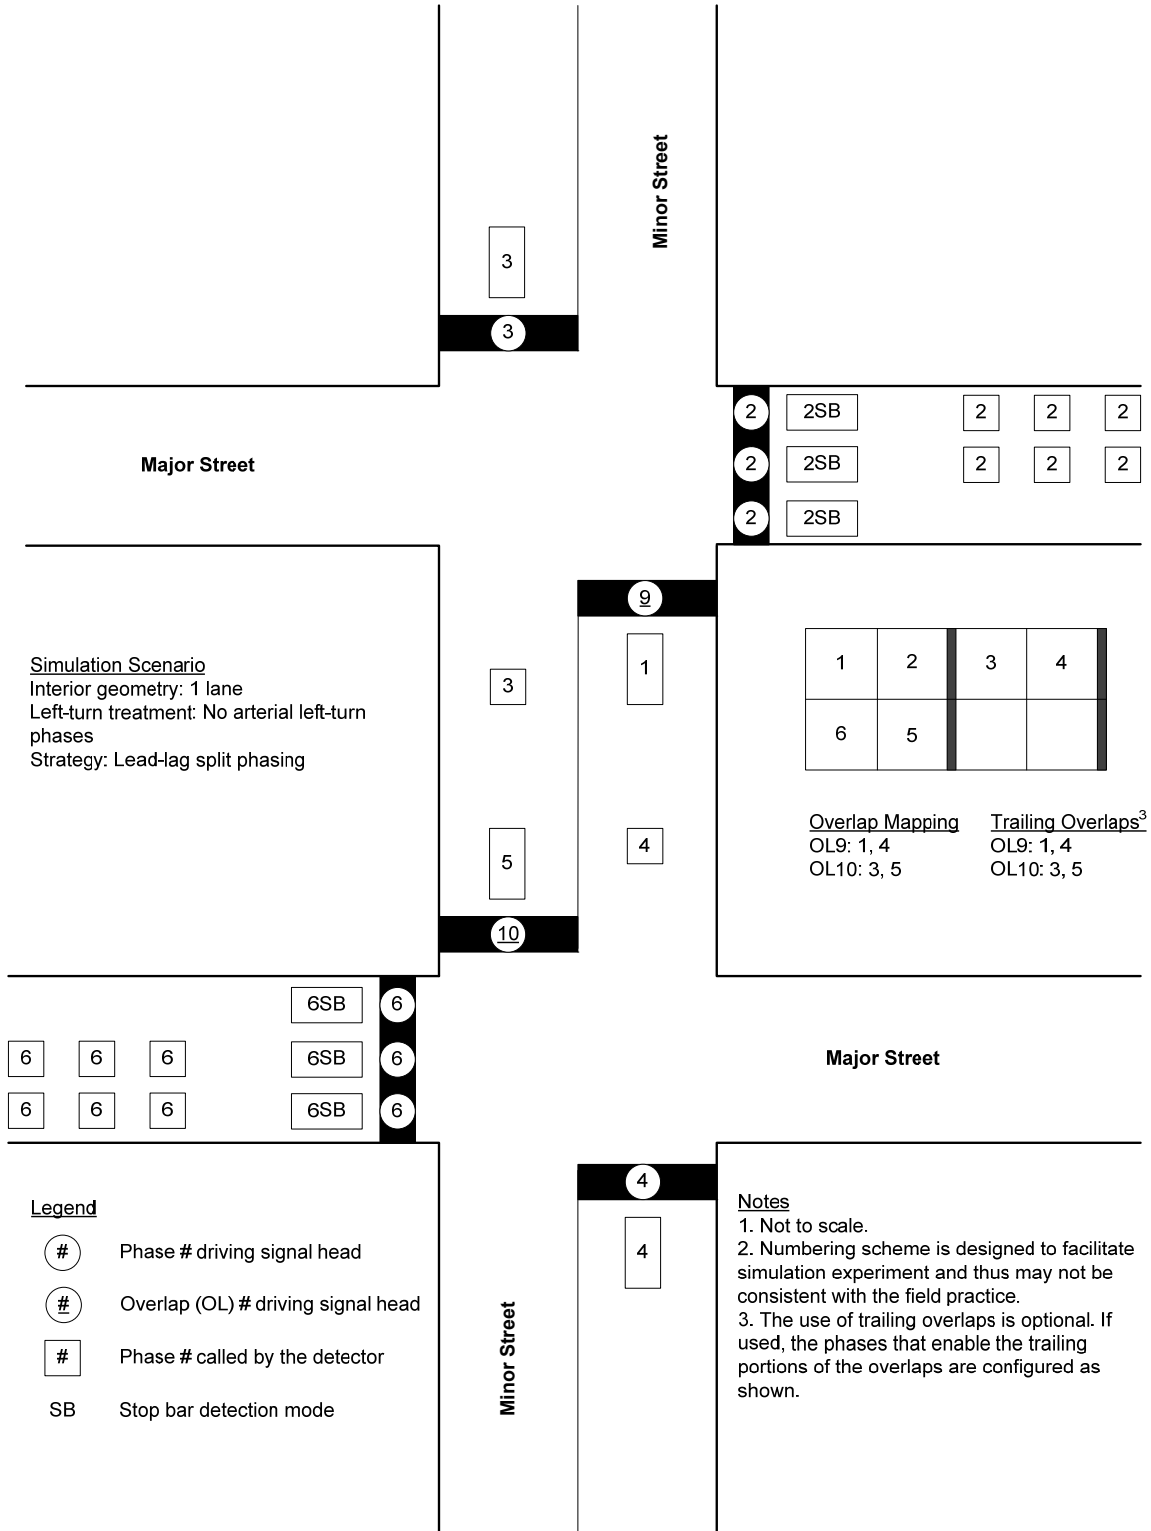 Minor Street
3
3
2 2SB 2 2 2
Major Street
2 2SB 2 2 2
2 2SB
9
Simulation Scenario
Interior geometry: 1 lane
Left-turn treatment: No arterial left-turn
phases
Strategy: Lead-lag split phasing
3
1
1 2 3 4
6 5
5
4
Overlap Mapping
OL9: 1, 4
OL10: 3, 5
Trailing Overlaps3
OL9: 1, 4
OL10: 3, 5
10
6SB 6
6 6 6 6SB 6
Major Street
6 6 6 6SB 6
4
4
Legend
# Phase # driving signal head
# Overlap (OL) # driving signal head
# Phase # called by the detector
SB Stop bar detection mode
Minor Street
Notes
1. Not to scale.
2. Numbering scheme is designed to facilitate
simulation experiment and thus may not be
consistent with the field practice.
3. The use of trailing overlaps is optional. If
used, the phases that enable the trailing
portions of the overlaps are configured as
shown.